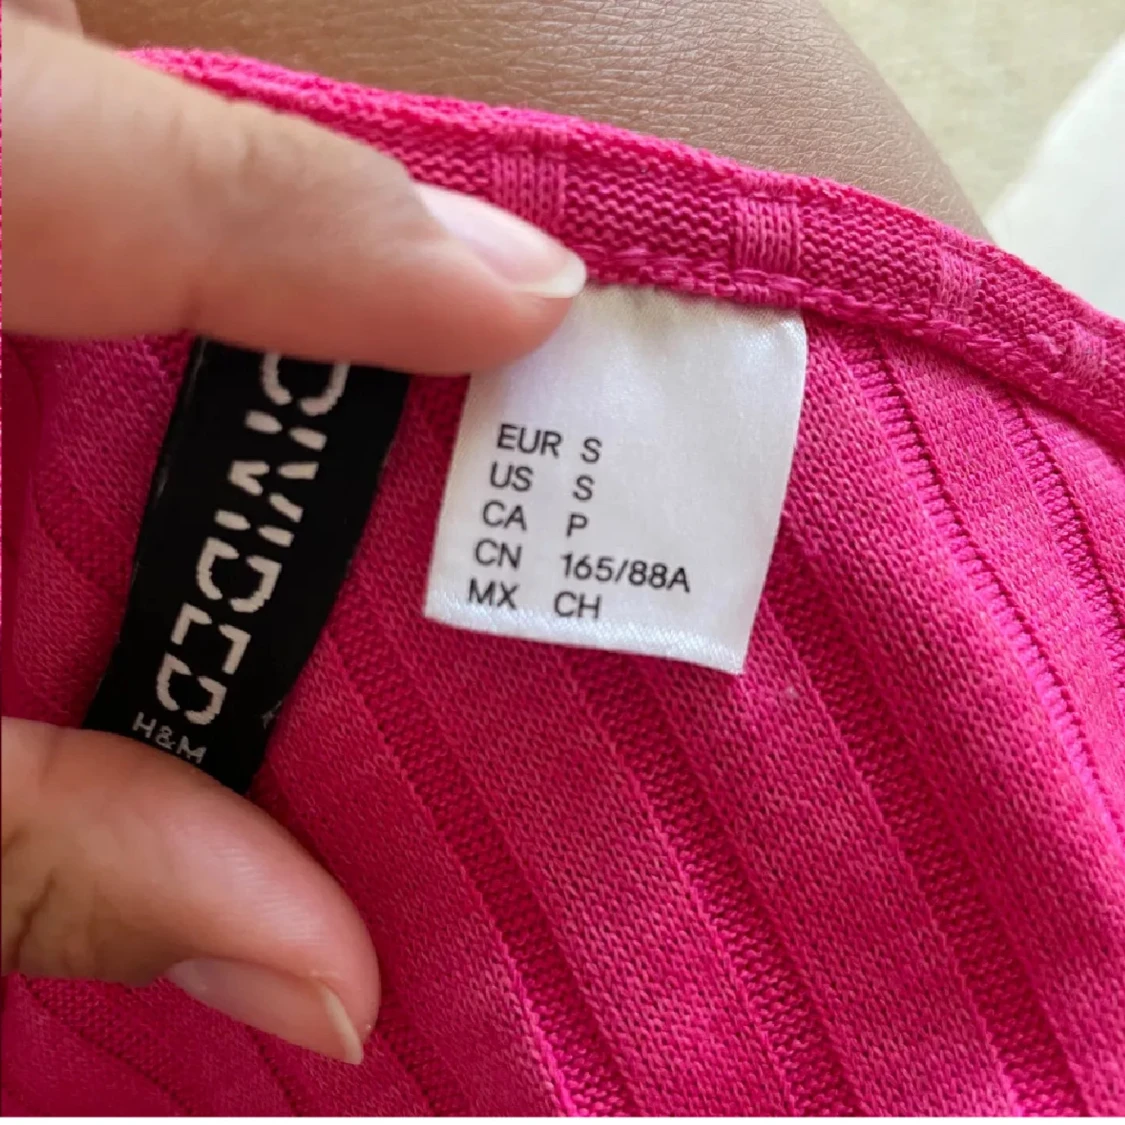 DIVIDED
H&M
EUR S
US S
CA P
CN 165/88A
MX CH